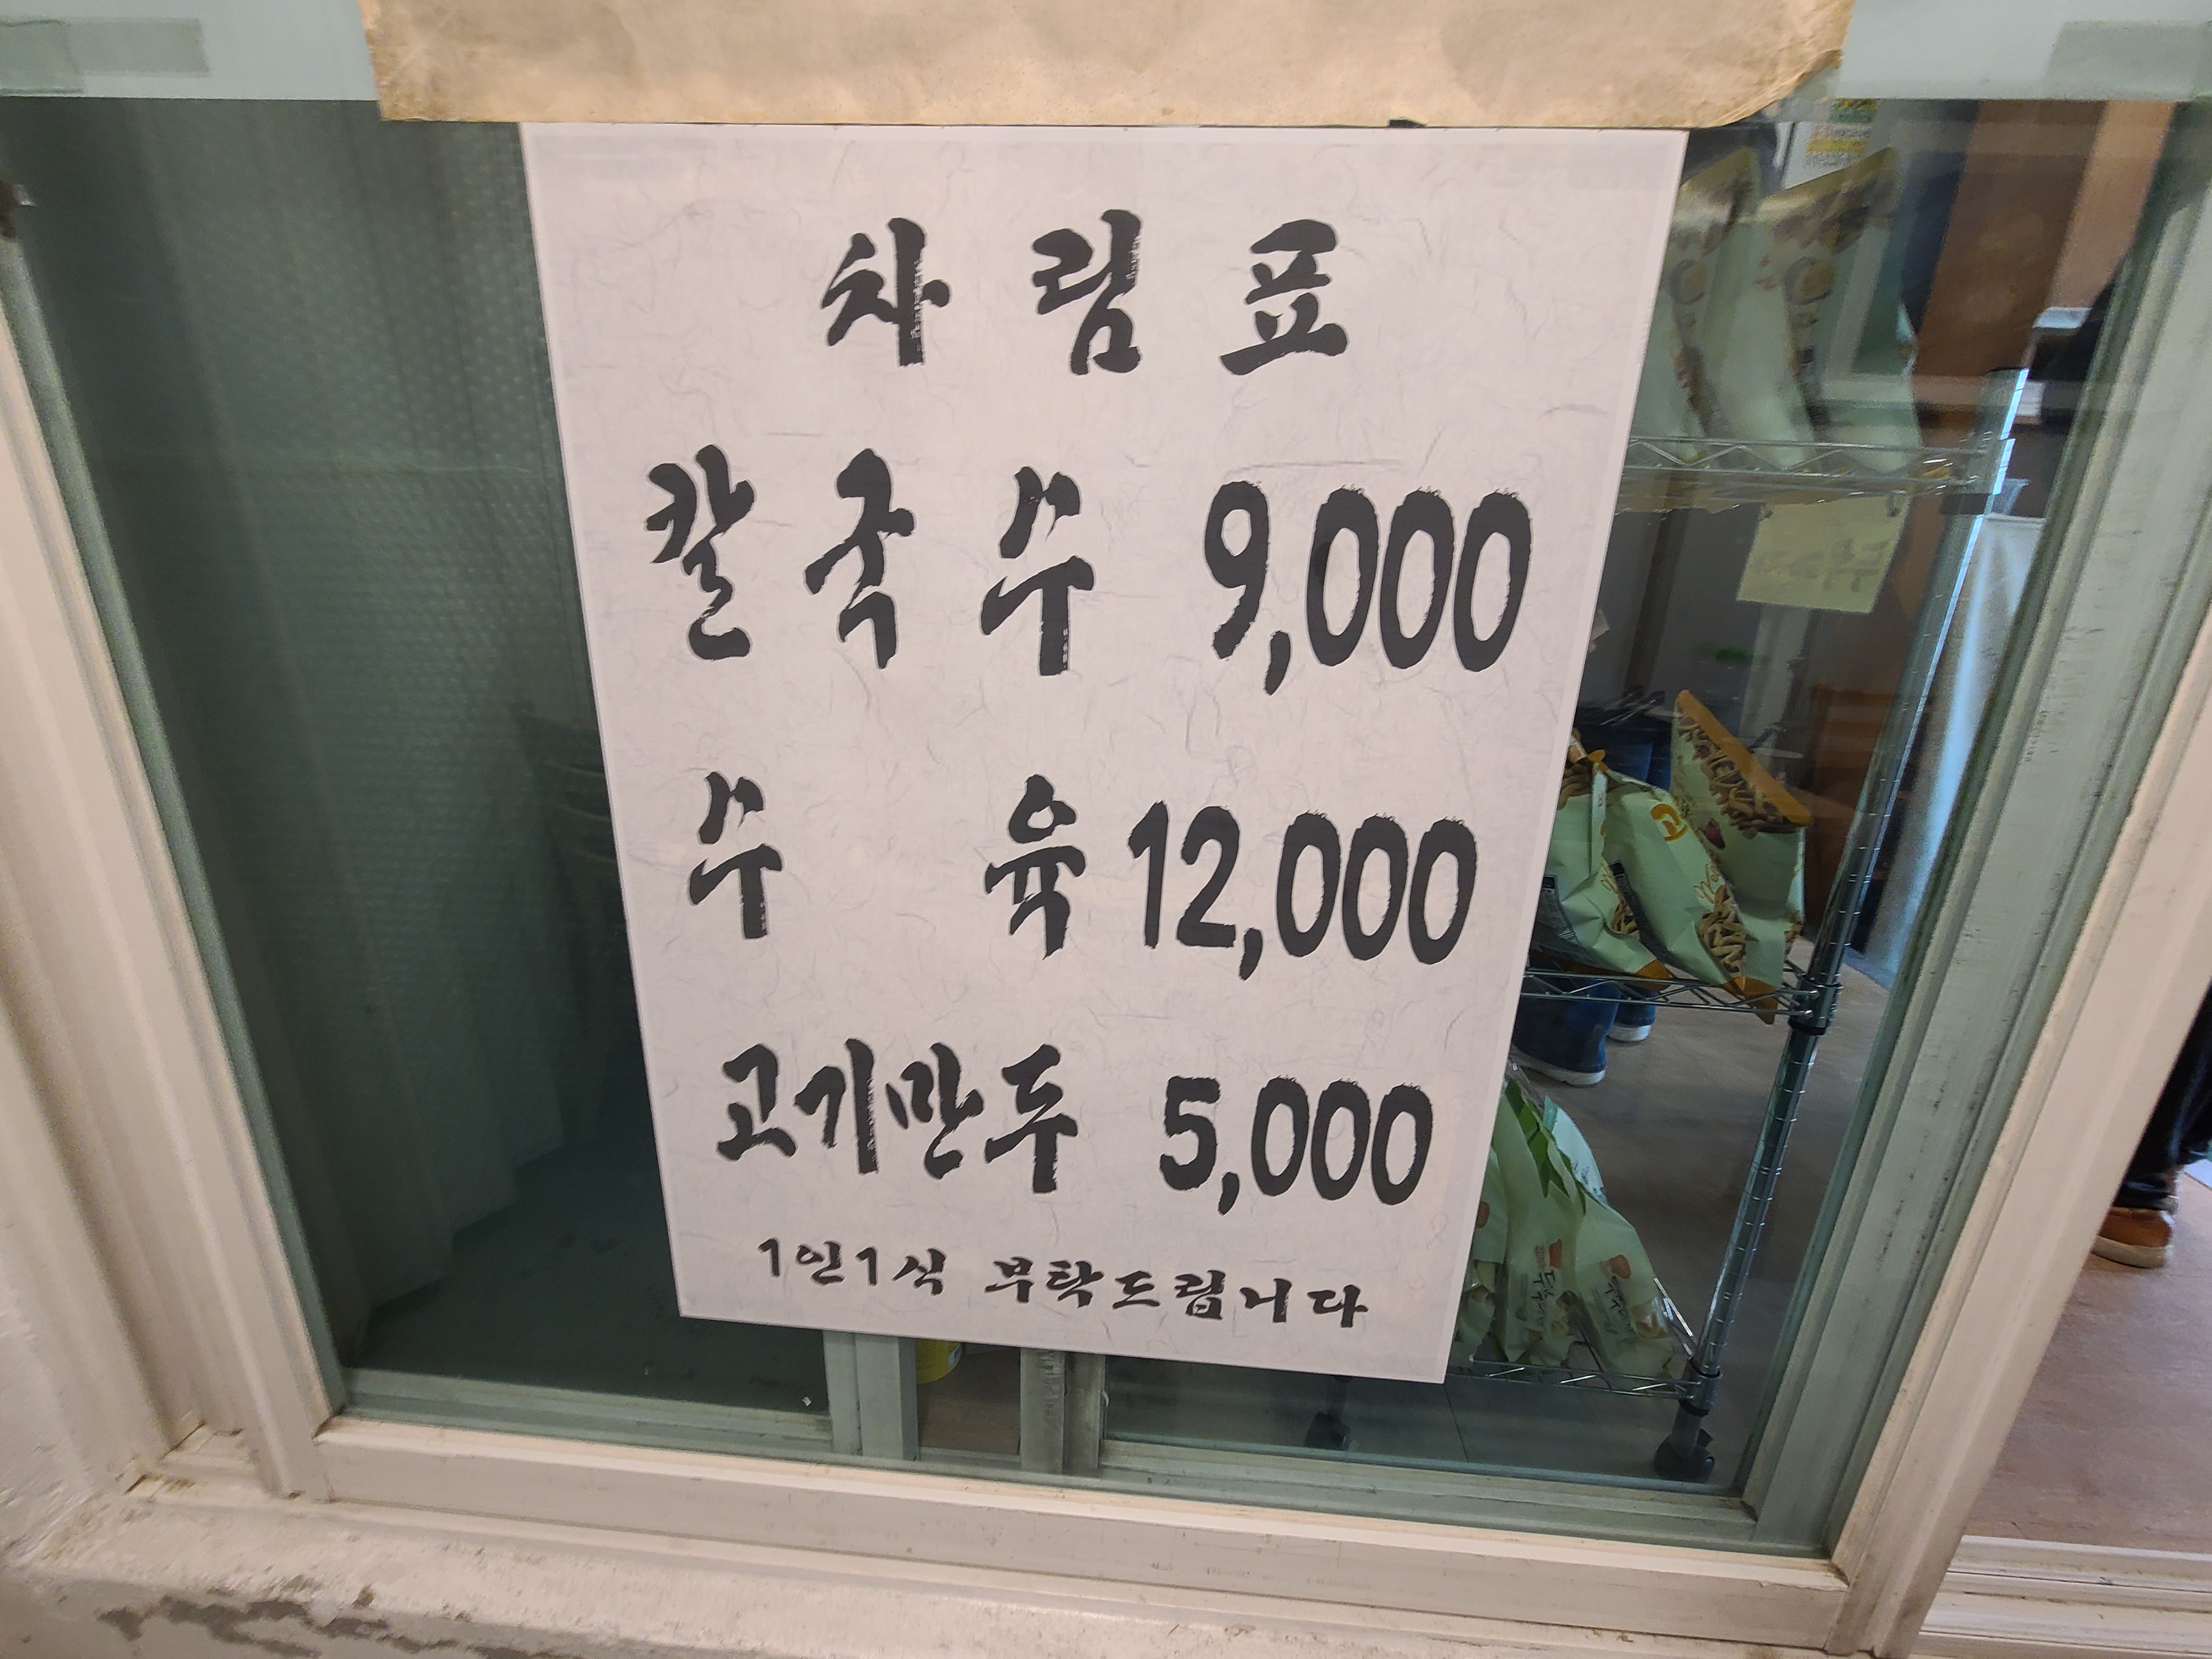 차림표
칼국수 9,000
수육 12,000
고기만두 5,000
1인1식 부탁드립니다